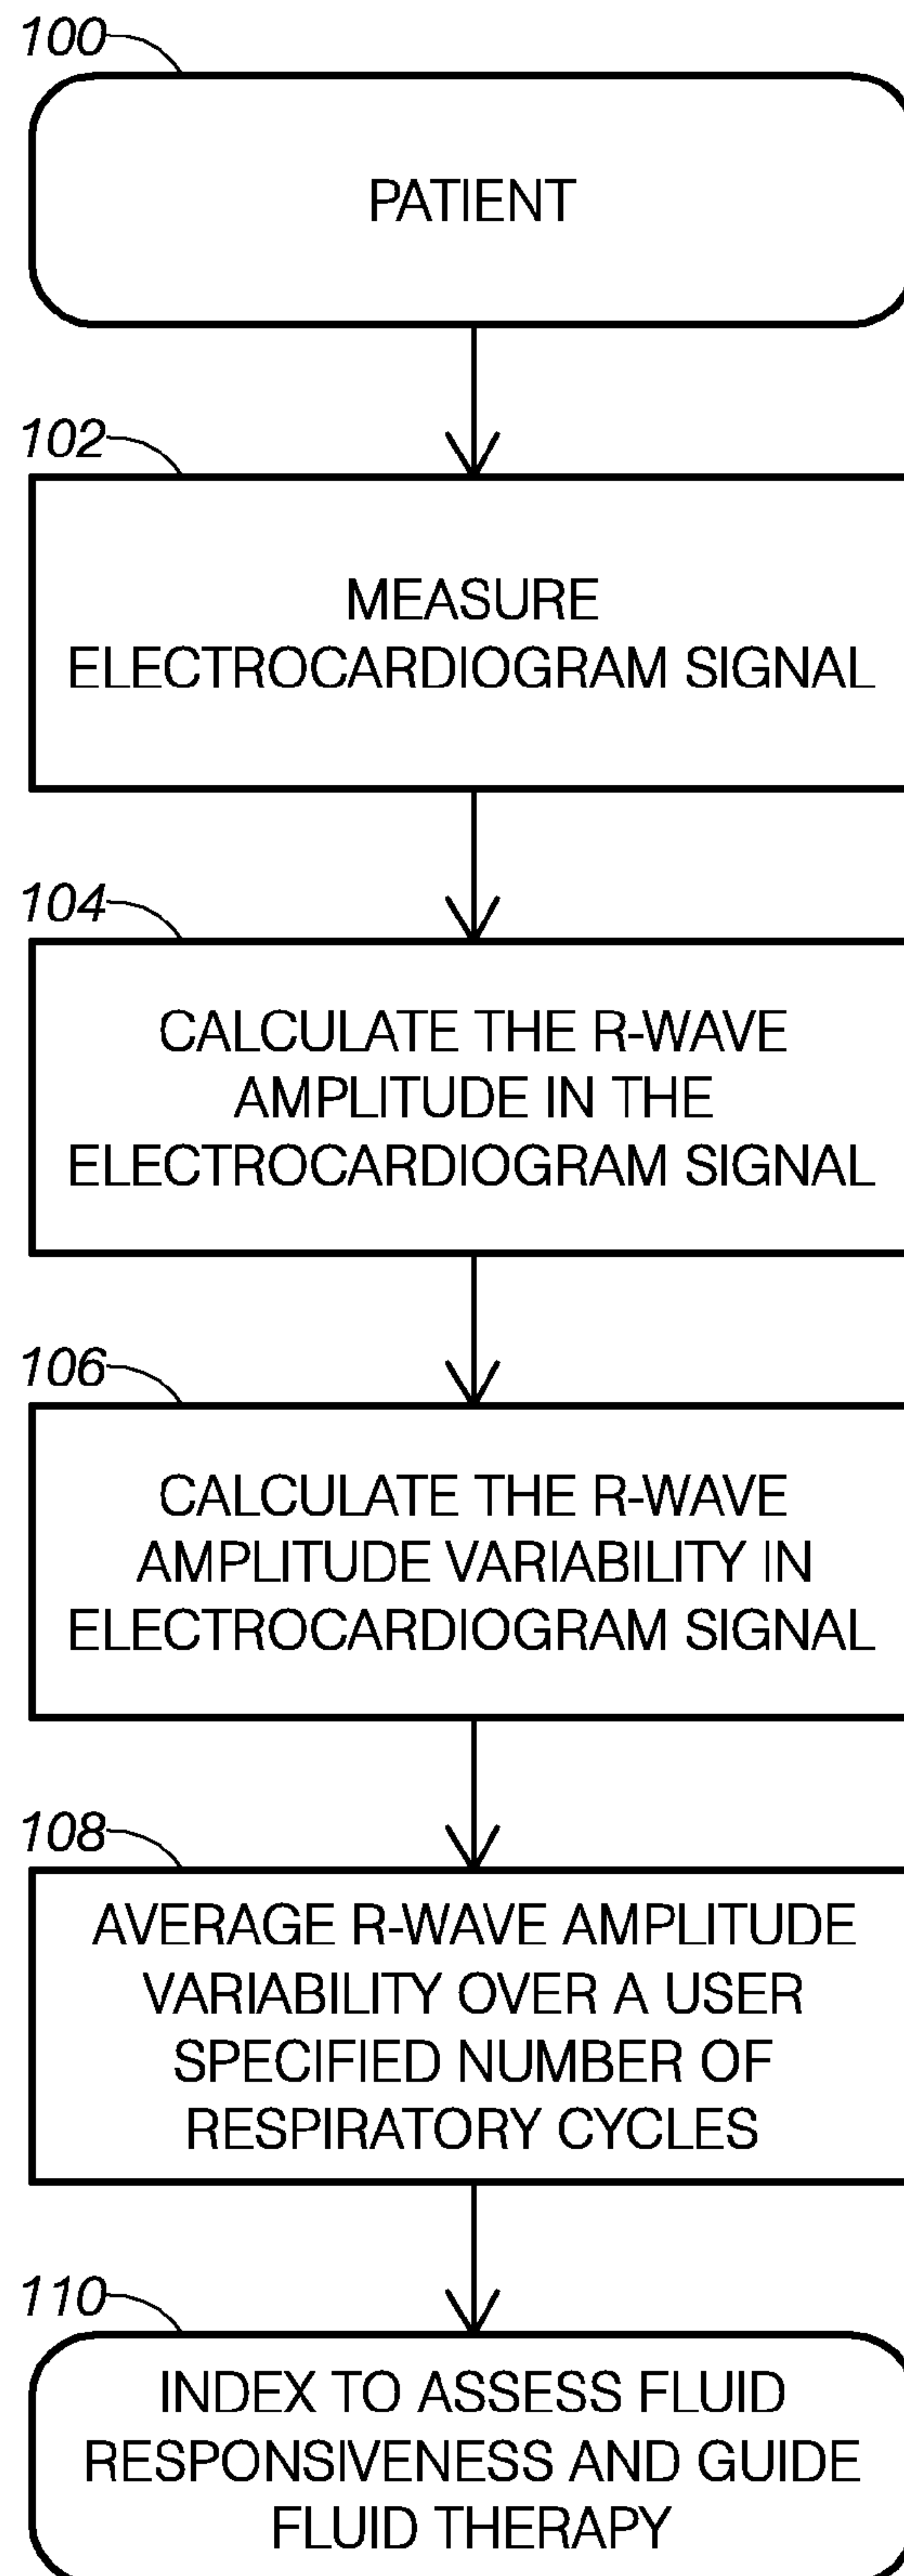 100
PATIENT
102
MEASURE
ELECTROCARDIOGRAM SIGNAL
104
CALCULATE THE R-WAVE
AMPLITUDE IN THE
ELECTROCARDIOGRAM SIGNAL
106
CALCULATE THE R-WAVE
AMPLITUDE VARIABILITY IN
ELECTROCARDIOGRAM SIGNAL
108
AVERAGE R-WAVE AMPLITUDE
VARIABILITY OVER A USER
SPECIFIED NUMBER OF
RESPIRATORY CYCLES
110
INDEX TO ASSESS FLUID
RESPONSIVENESS AND GUIDE
FLUID THERAPY